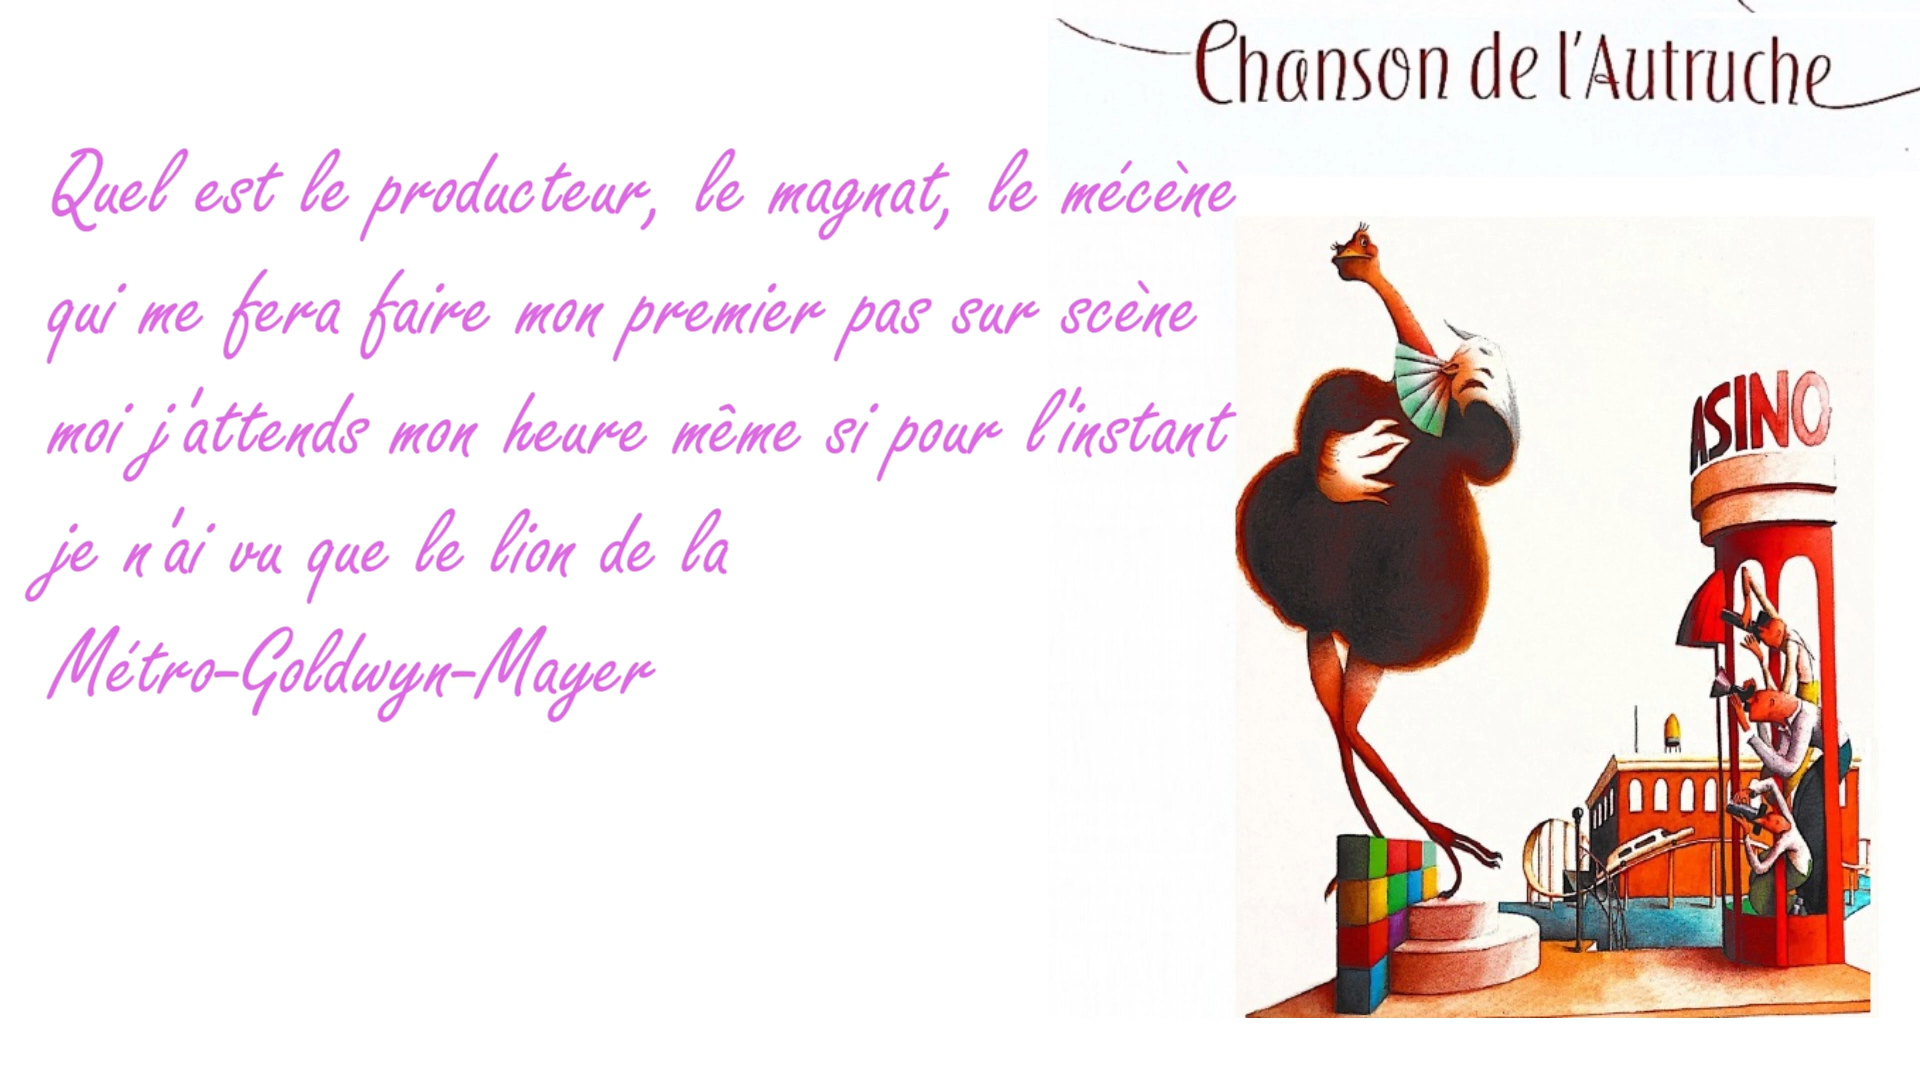 Chanson de l'Autruche
Quel est le producteur, le magnat, le mécène
qui me fera faire mon premier pas sur scène
moi j'attends mon heure même si pour l'instant
je n'ai vu que le lion de la
Métro-Goldwyn-Mayer
ASINO